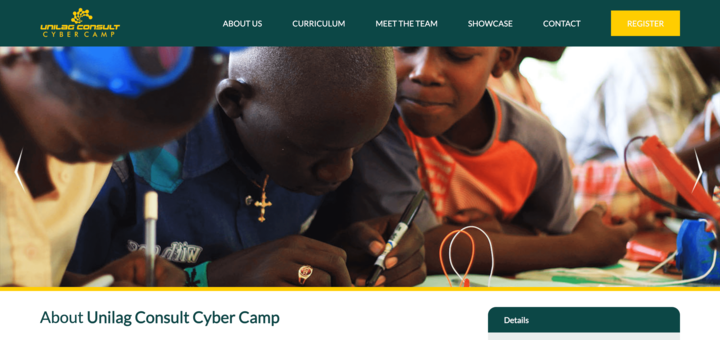 UNILAG CONSULT
CYBER CAMP
ABOUT US
CURRICULUM
MEET THE TEAM
SHOWCASE
CONTACT
REGISTER
About Unilag Consult Cyber Camp
Details